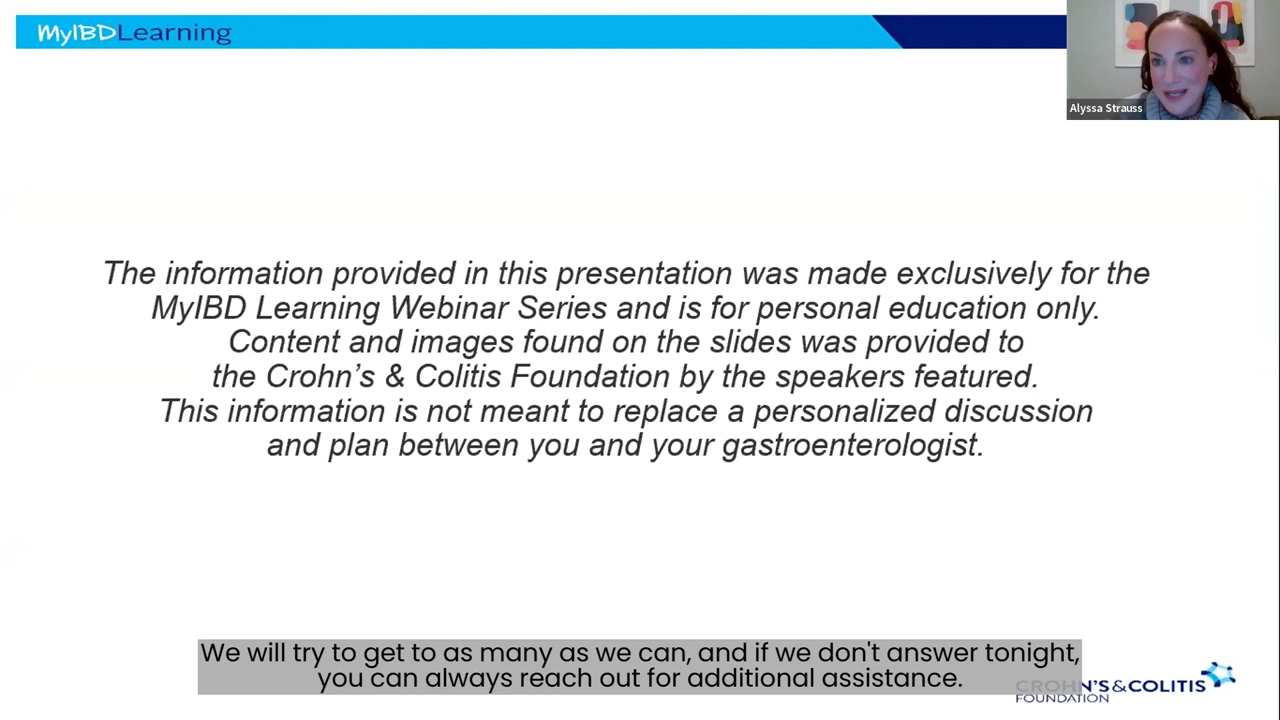 MyIBDLearning
Alyssa Strauss
The information provided in this presentation was made exclusively for the
MyIBD Learning Webinar Series and is for personal education only.
Content and images found on the slides was provided to
the Crohn's & Colitis Foundation by the speakers featured.
This information is not meant to replace a personalized discussion
and plan between you and your gastroenterologist.
We will try to get to as many as we can, and if we don't answer tonight,
you can always reach out for additional assistance.
CROHN'S & COLITIS
FOUNDATION